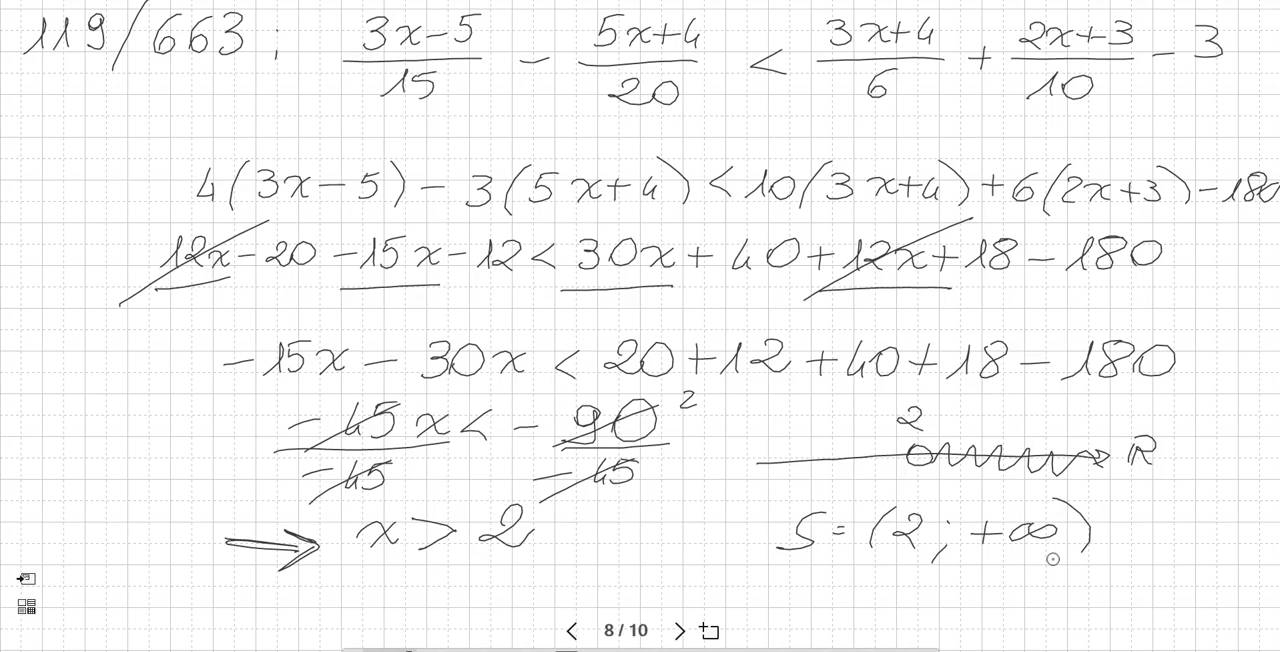 119/663; (3x-5)/15 - (5x+4)/20 < (3x+4)/6 + (2x+3)/10 - 3
4(3x-5) - 3(5x+4) < 10(3x+4) + 6(2x+3) - 180
12x - 20 - 15x - 12 < 30x + 40 + 12x + 18 - 180
-15x - 30x < 20 + 12 + 40 + 18 - 180
-45x/-45 < -90/-45 2
2
R
⟹ x > 2
S = (2; +∞)
8 / 10